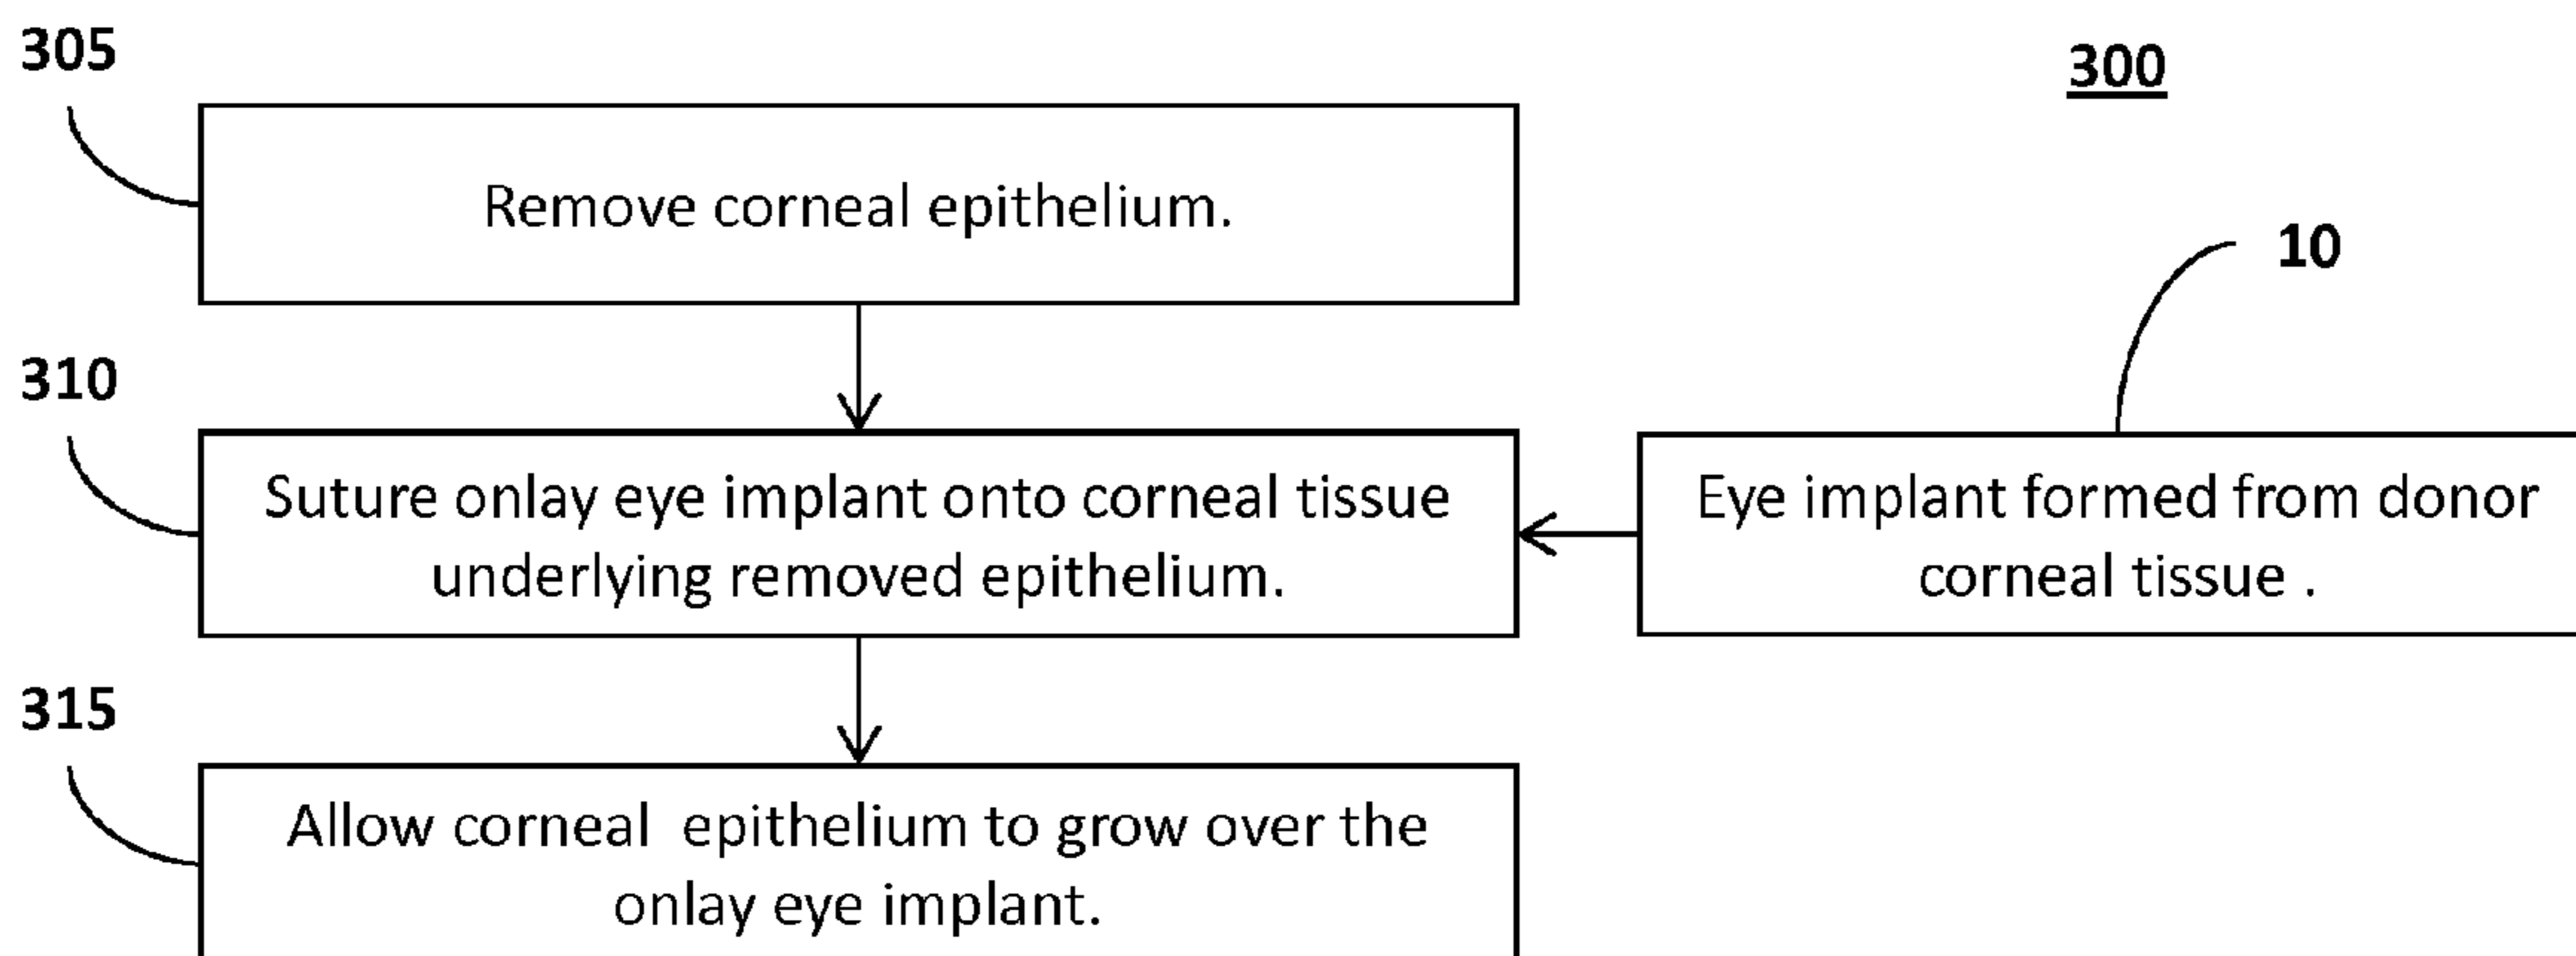 305
300
Remove corneal epithelium.
10
310
Suture onlay eye implant onto corneal tissue
underlying removed epithelium.
Eye implant formed from donor
corneal tissue .
315
Allow corneal  epithelium to grow over the
onlay eye implant.